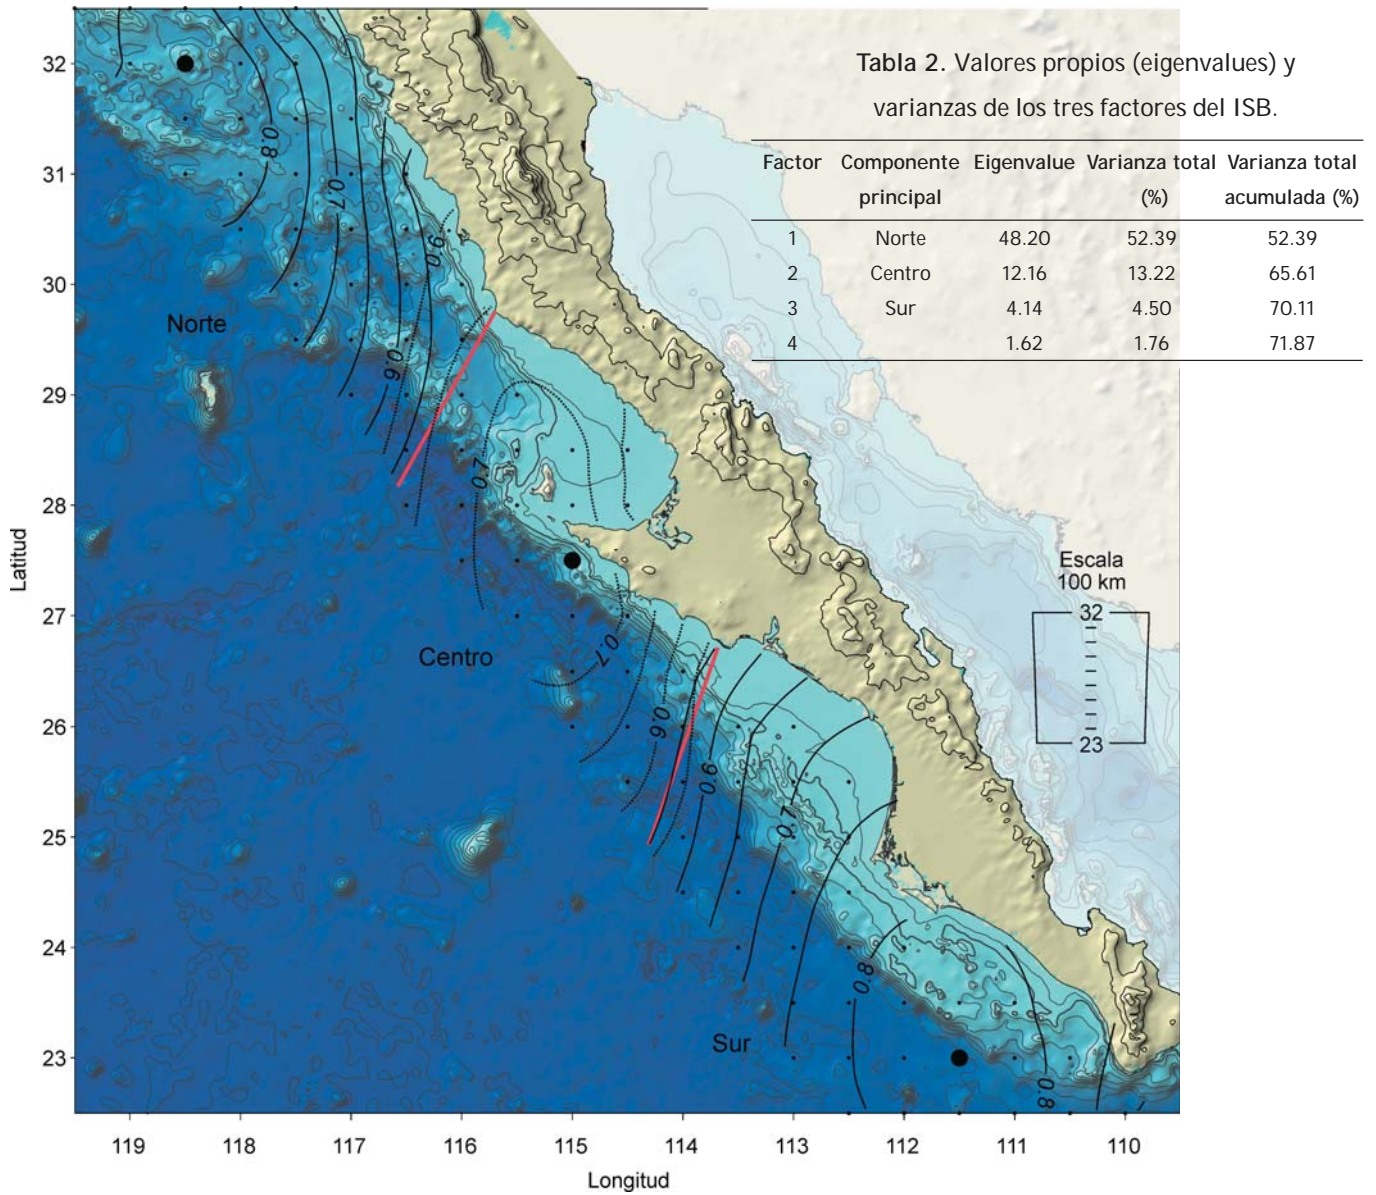 Tabla 2. Valores propios (eigenvalues) y
varianzas de los tres factores del ISB.
Factor Componente principal Eigenvalue Varianza total (%) Varianza total acumulada (%)
1 Norte 48.20 52.39 52.39
2 Centro 12.16 13.22 65.61
3 Sur 4.14 4.50 70.11
4 1.62 1.76 71.87
32
31
30
29
28
27
26
25
24
23
Latitud
0.8
0.7
0.6
Norte
0.6
0.7
Centro
0.7
0.6
0.6
0.7
0.8
Sur
0.8
Escala
100 km
32
23
119 118 117 116 115 114 113 112 111 110
Longitud